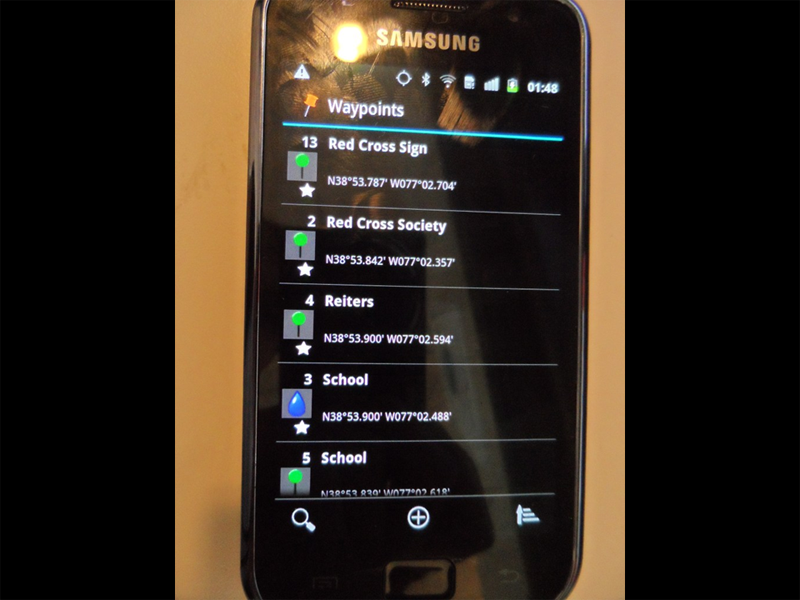 SAMSUNG
01:48
Waypoints
13 Red Cross Sign
N38°53.787' W077°02.704'
2 Red Cross Society
N38°53.842' W077°02.357'
4 Reiters
N38°53.900' W077°02.594'
3 School
N38°53.900' W077°02.488'
5 School
N38°53.839' W077°02.618'